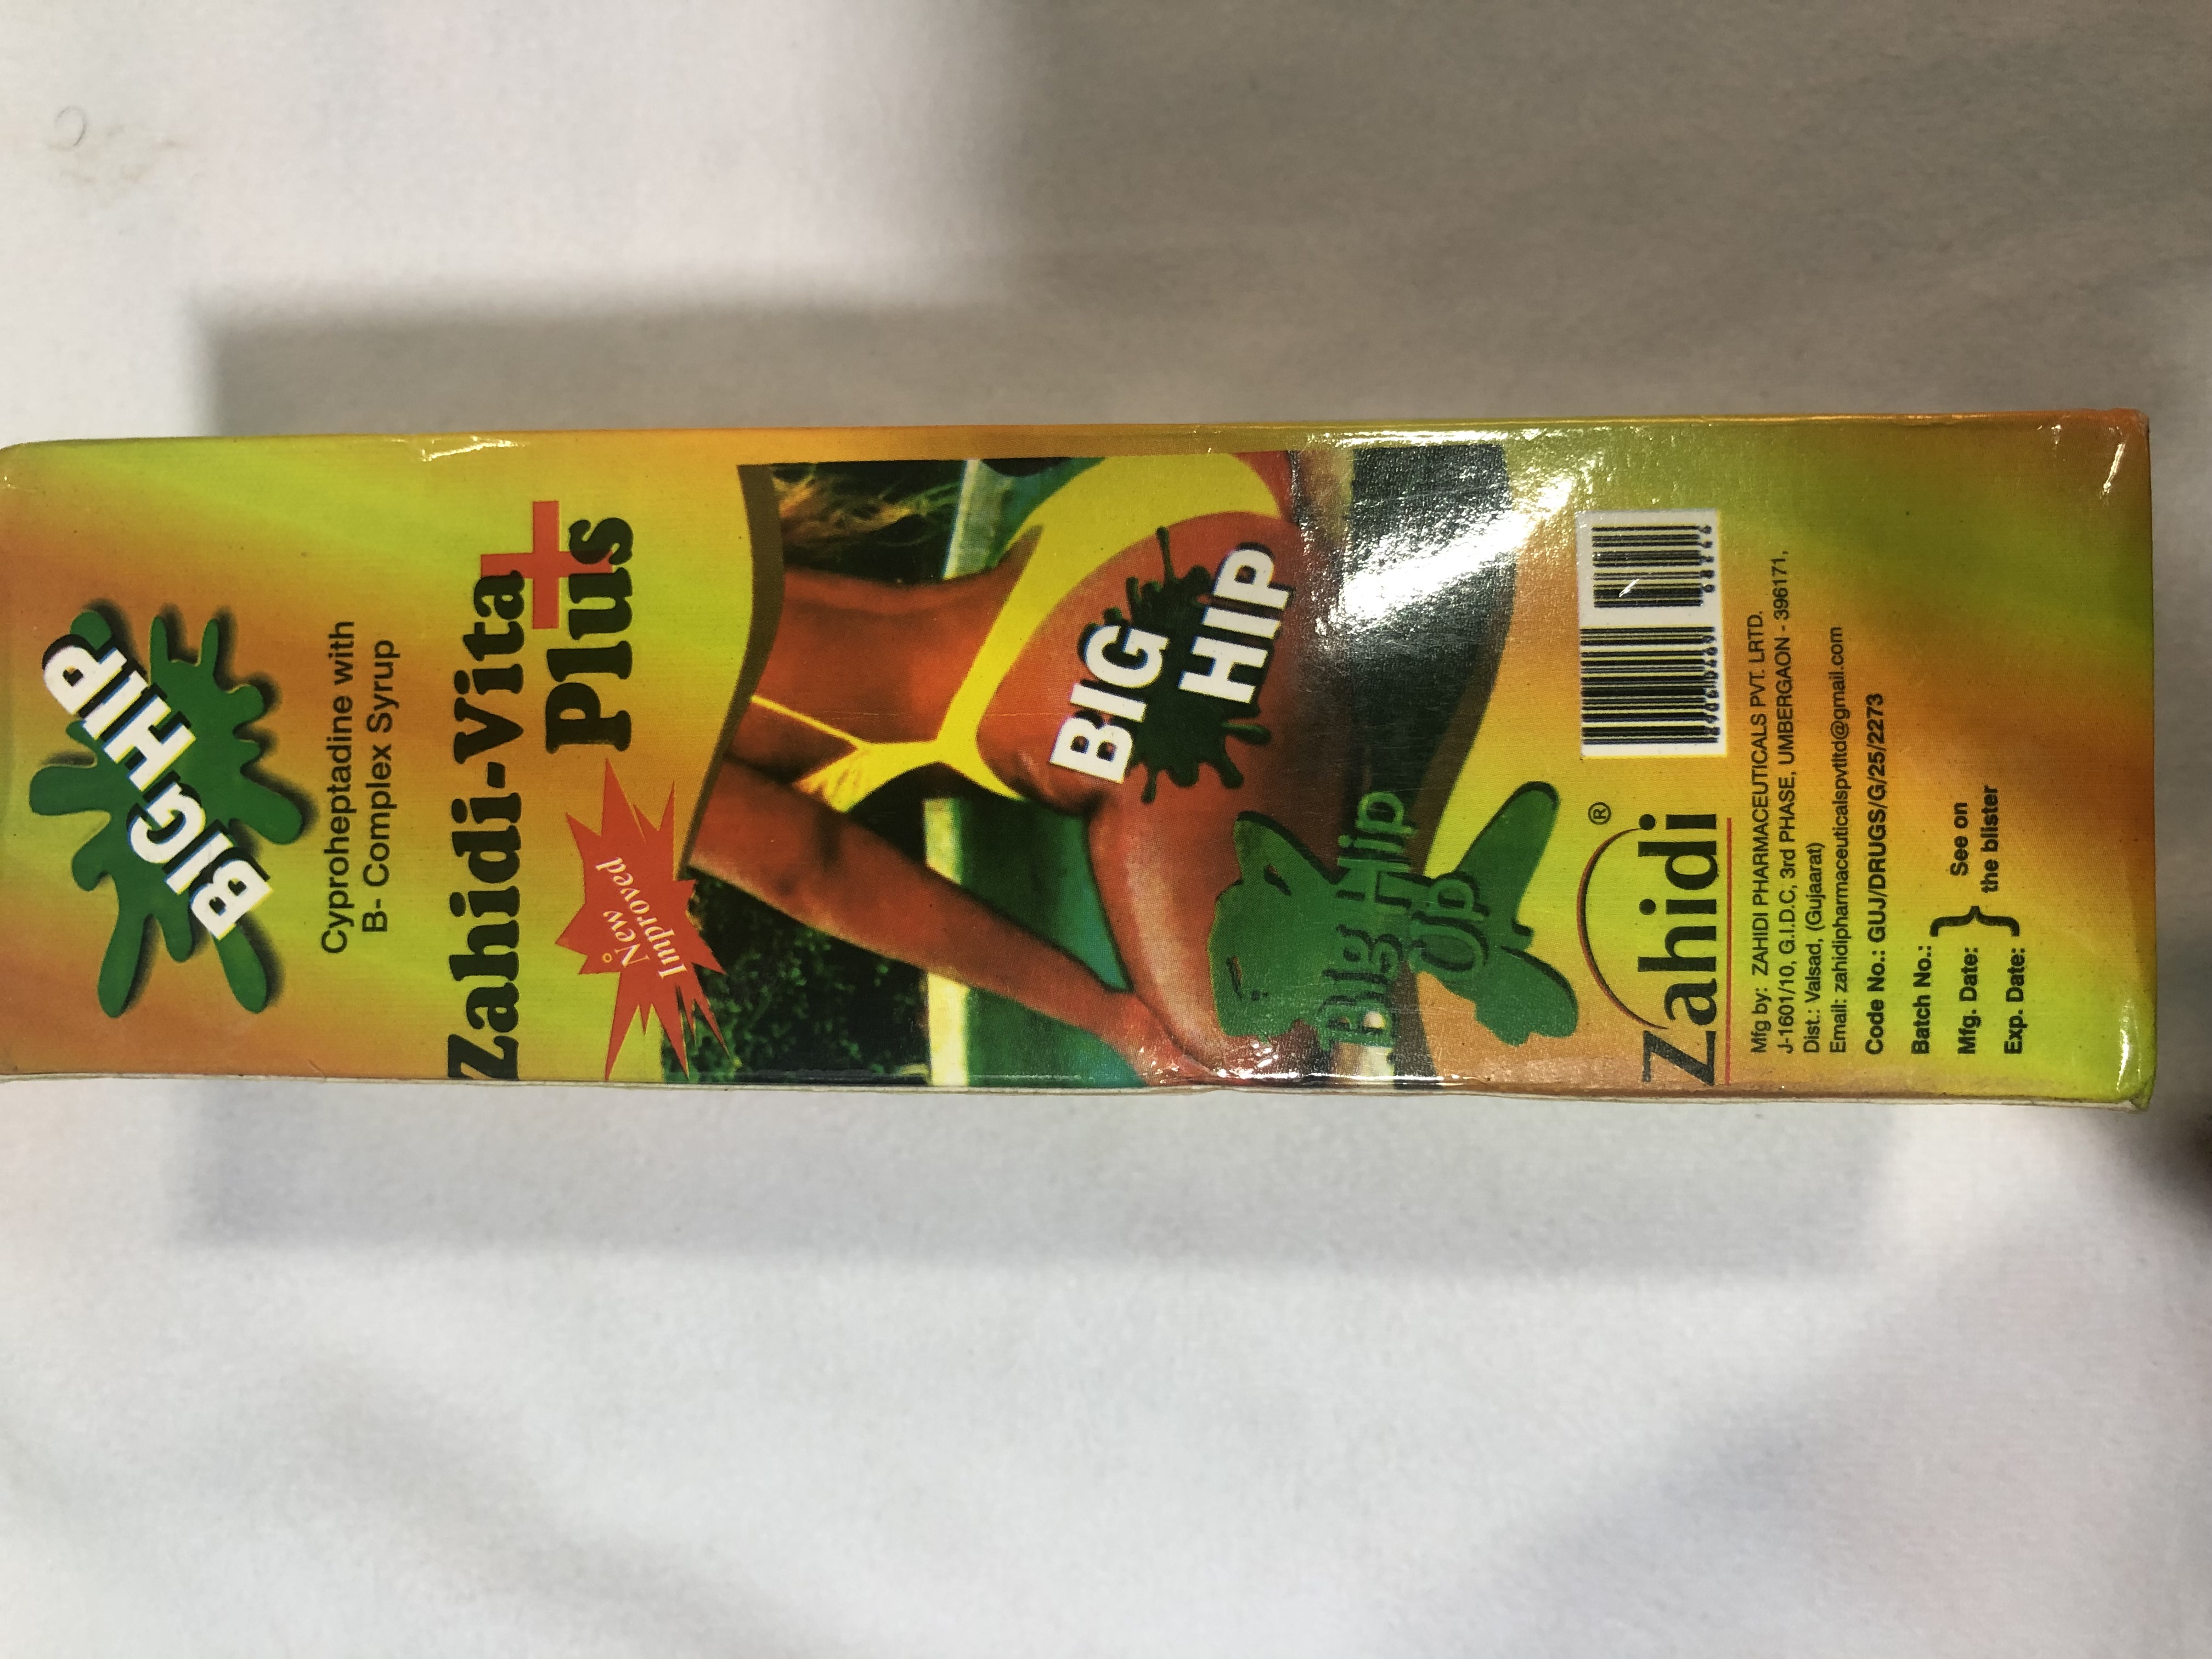 BIG HIP
Cyproheptadine with
B- Complex Syrup
Zahidi-Vita
Plus
New
Improved
BIG
HIP
Big Hip
Up
Zahidi ®
Mfg by: ZAHIDI PHARMACEUTICALS PVT. LRTD.
J-1601/10, G.I.D.C, 3rd PHASE, UMBERGAON - 396171,
Dist.: Valsad, (Gujaarat)
Email: zahidipharmaceuticalspvtltd@gmail.com
Code No.: GUJ/DRUGS/G/25/2273
Batch No.:
Mfg. Date:
Exp. Date:
See on
the blister